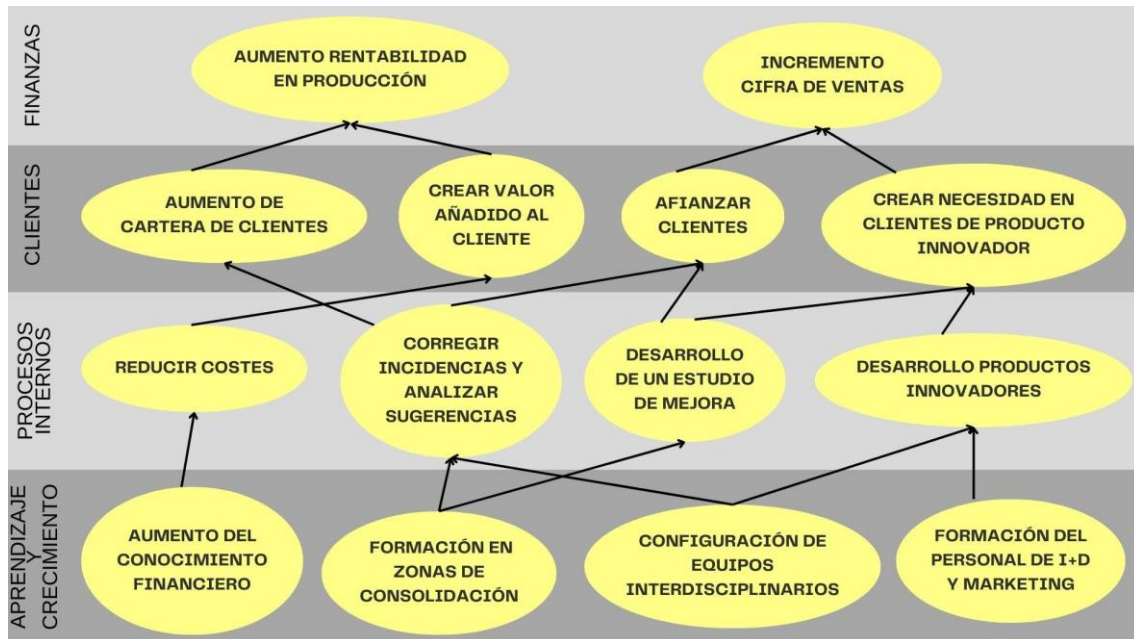 FINANZAS
AUMENTO RENTABILIDAD
EN PRODUCCIÓN
INCREMENTO
CIFRA DE VENTAS
CLIENTES
AUMENTO DE
CARTERA DE CLIENTES
CREAR VALOR
AÑADIDO AL
CLIENTE
AFIANZAR
CLIENTES
CREAR NECESIDAD EN
CLIENTES DE PRODUCTO
INNOVADOR
PROCESOS
INTERNOS
REDUCIR COSTES
CORREGIR
INCIDENCIAS Y
ANALIZAR
SUGERENCIAS
DESARROLLO
DE UN ESTUDIO
DE MEJORA
DESARROLLO PRODUCTOS
INNOVADORES
APRENDIZAJE
Y
CRECIMIENTO
AUMENTO DEL
CONOCIMIENTO
FINANCIERO
FORMACIÓN EN
ZONAS DE
CONSOLIDACIÓN
CONFIGURACIÓN DE
EQUIPOS
INTERDISCIPLINARIOS
FORMACIÓN DEL
PERSONAL DE I+D
Y MARKETING